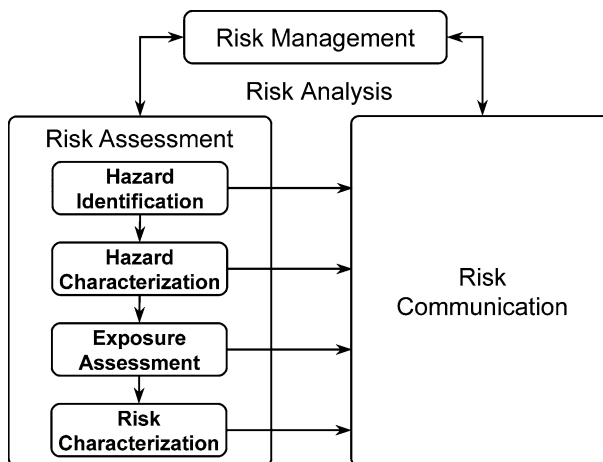 Risk Management
Risk Analysis
Risk Assessment
Hazard
Identification
Hazard
Characterization
Exposure
Assessment
Risk
Characterization
Risk
Communication